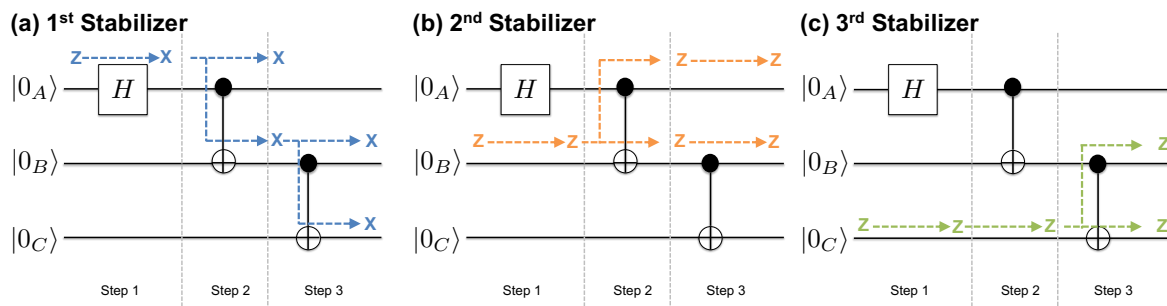 (a) 1st Stabilizer
Z X X
|0A⟩ H
X X
|0B⟩
X
|0C⟩
Step 1 Step 2 Step 3
(b) 2nd Stabilizer
Z Z Z
|0A⟩ H
Z Z Z Z
|0B⟩
|0C⟩
Step 1 Step 2 Step 3
(c) 3rd Stabilizer
|0A⟩ H
Z
|0B⟩
Z Z Z Z
|0C⟩
Step 1 Step 2 Step 3